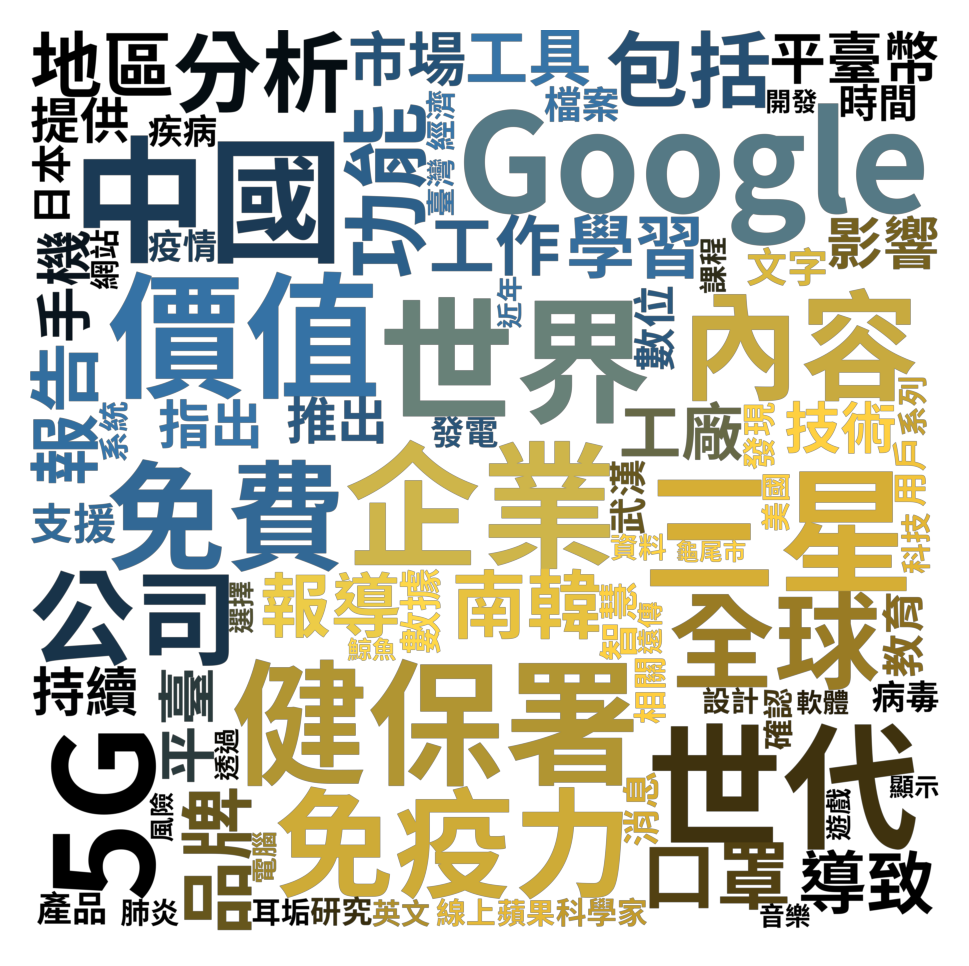 地區
分析
市場
工具
包括
平臺幣
提供
疾病
檔案
開發
時間
日本
中國
功能
經濟
臺灣
Google
手機
網站
疫情
工作
學習
課程
文字
影響
價值
世界
近年
數位
內容
報告
系統
指出
推出
發電
工廠
發現
技術
系列
用戶
支援
免費
企業
武漢
三星
美國
科技
資料
龜尾市
公司
選擇
報導
數據
南韓
智慧
還傳
全球
教育
鯨魚
持續
平臺
透過
健保署
相關
設計
確認
軟體
病毒
5G
風險
品牌
電腦
免疫力
消息
世代
遊戲
顯示
口罩
導致
產品
肺炎
耳垢
研究
英文
線上
蘋果
科學家
音樂